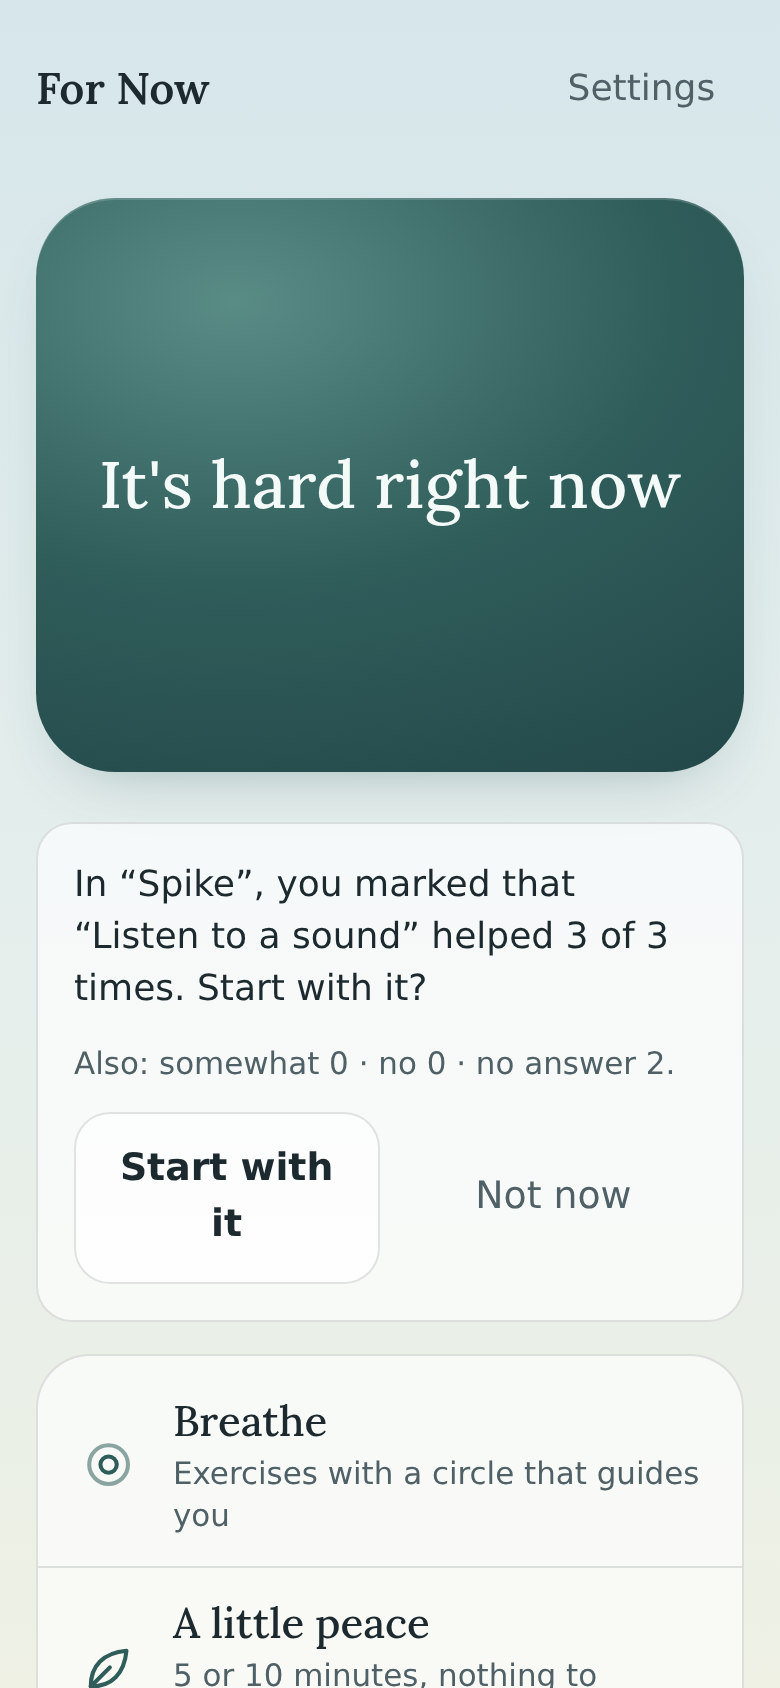 For Now
Settings
It's hard right now
In “Spike”, you marked that
“Listen to a sound” helped 3 of 3
times. Start with it?
Also: somewhat 0 · no 0 · no answer 2.
Start with
it
Not now
Breathe
Exercises with a circle that guides
you
A little peace
5 or 10 minutes, nothing to